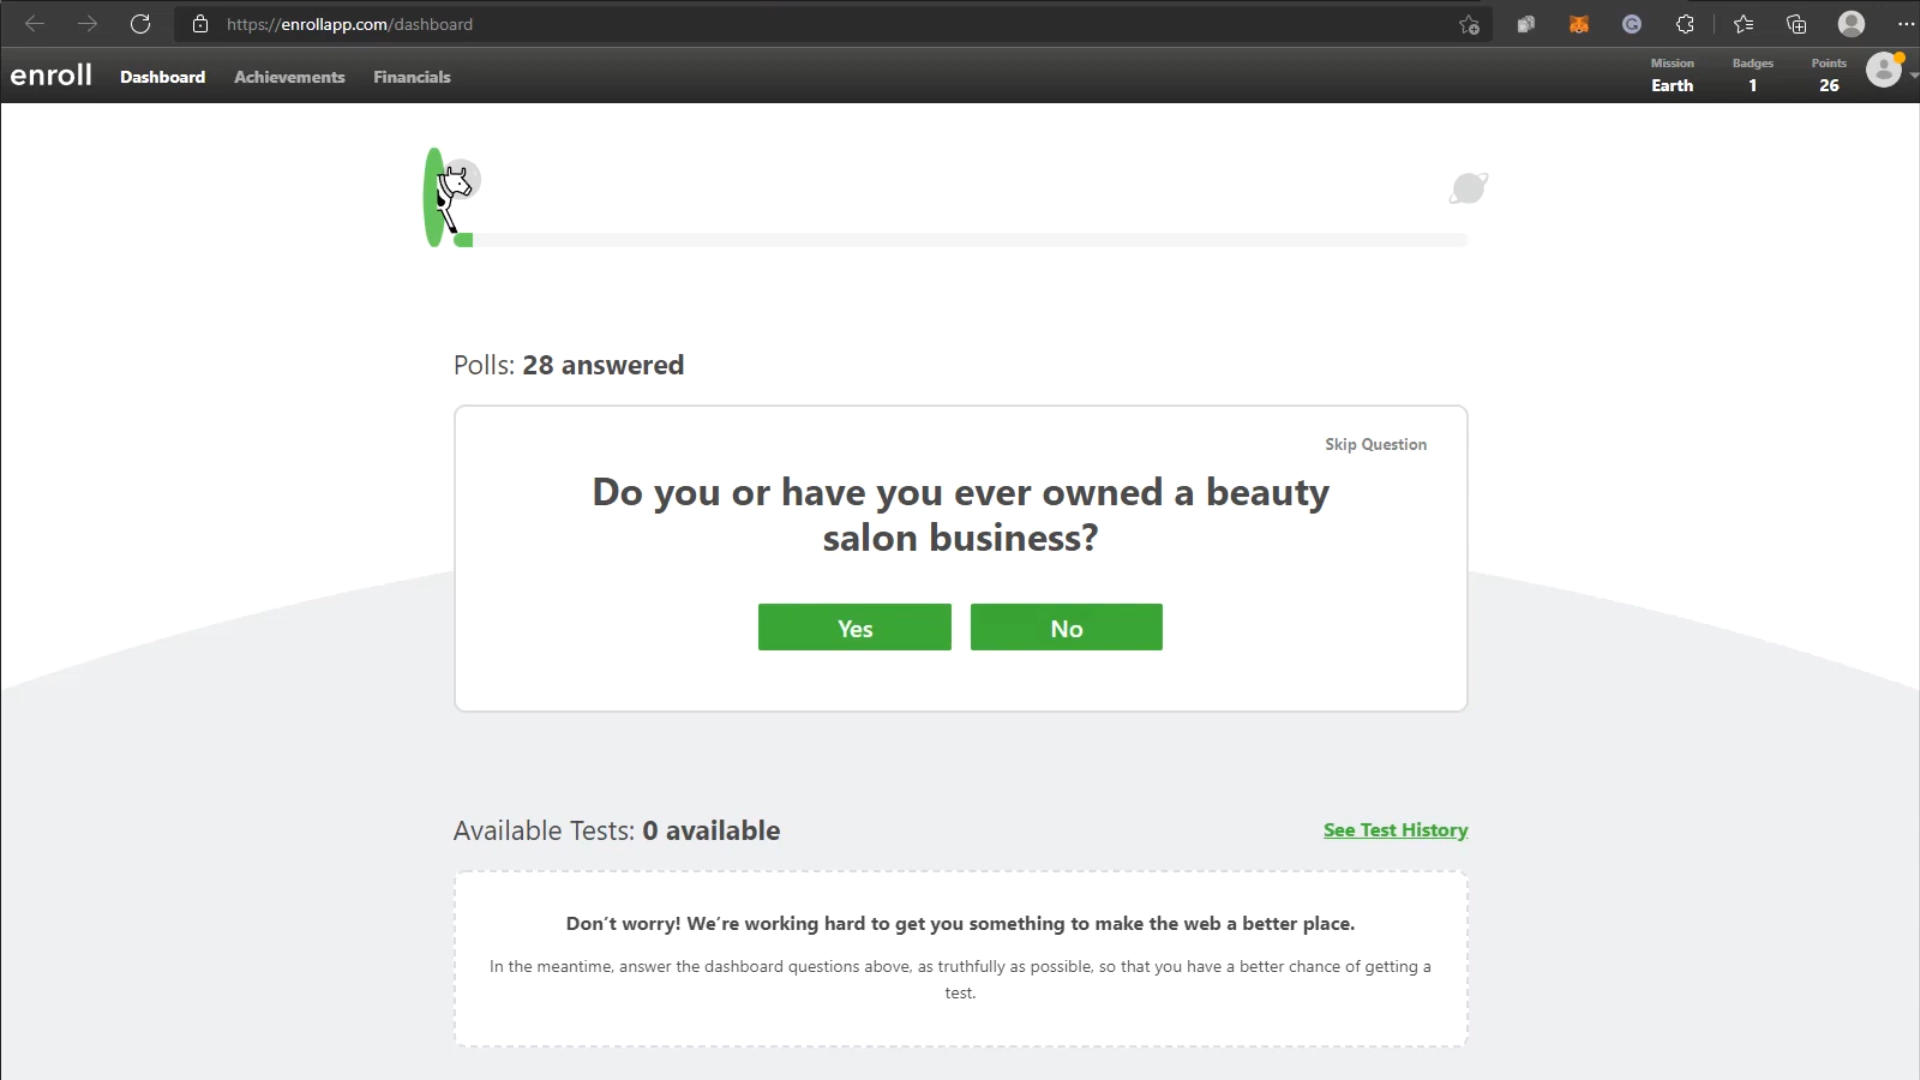 https://enrollapp.com/dashboard
enroll Dashboard Achievements Financials
Mission Badges Points
Earth 1 26
Polls: 28 answered
Skip Question
Do you or have you ever owned a beauty
salon business?
Yes No
Available Tests: 0 available
See Test History
Don’t worry! We’re working hard to get you something to make the web a better place.
In the meantime, answer the dashboard questions above, as truthfully as possible, so that you have a better chance of getting a
test.